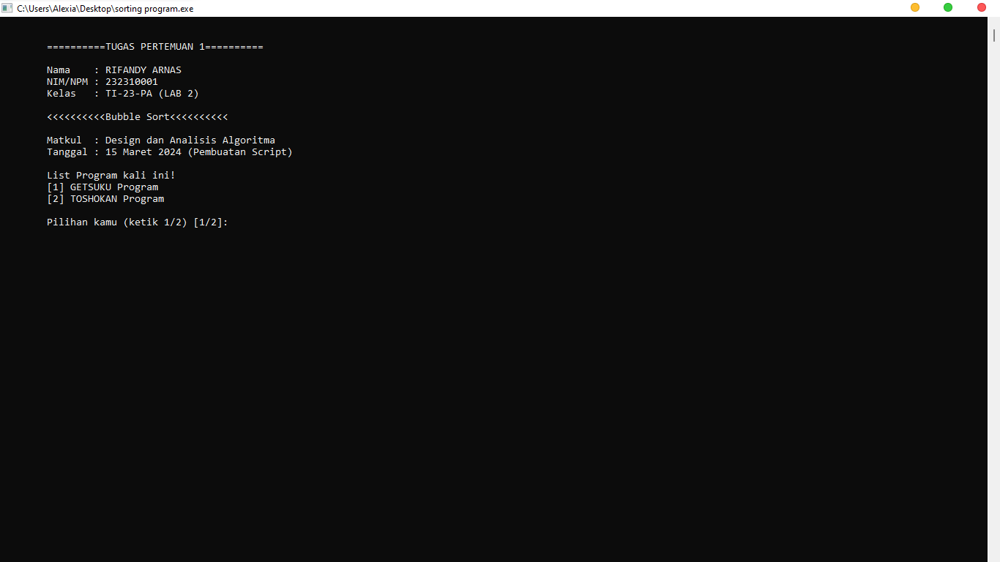 C:\Users\Alexia\Desktop\sorting program.exe
==========TUGAS PERTEMUAN 1==========
Nama    : RIFANDY ARNAS
NIM/NPM : 232310001
Kelas   : TI-23-PA (LAB 2)
<<<<<<<<<<Bubble Sort<<<<<<<<<<
Matkul  : Design dan Analisis Algoritma
Tanggal : 15 Maret 2024 (Pembuatan Script)
List Program kali ini!
[1] GETSUKU Program
[2] TOSHOKAN Program
Pilihan kamu (ketik 1/2) [1/2]: